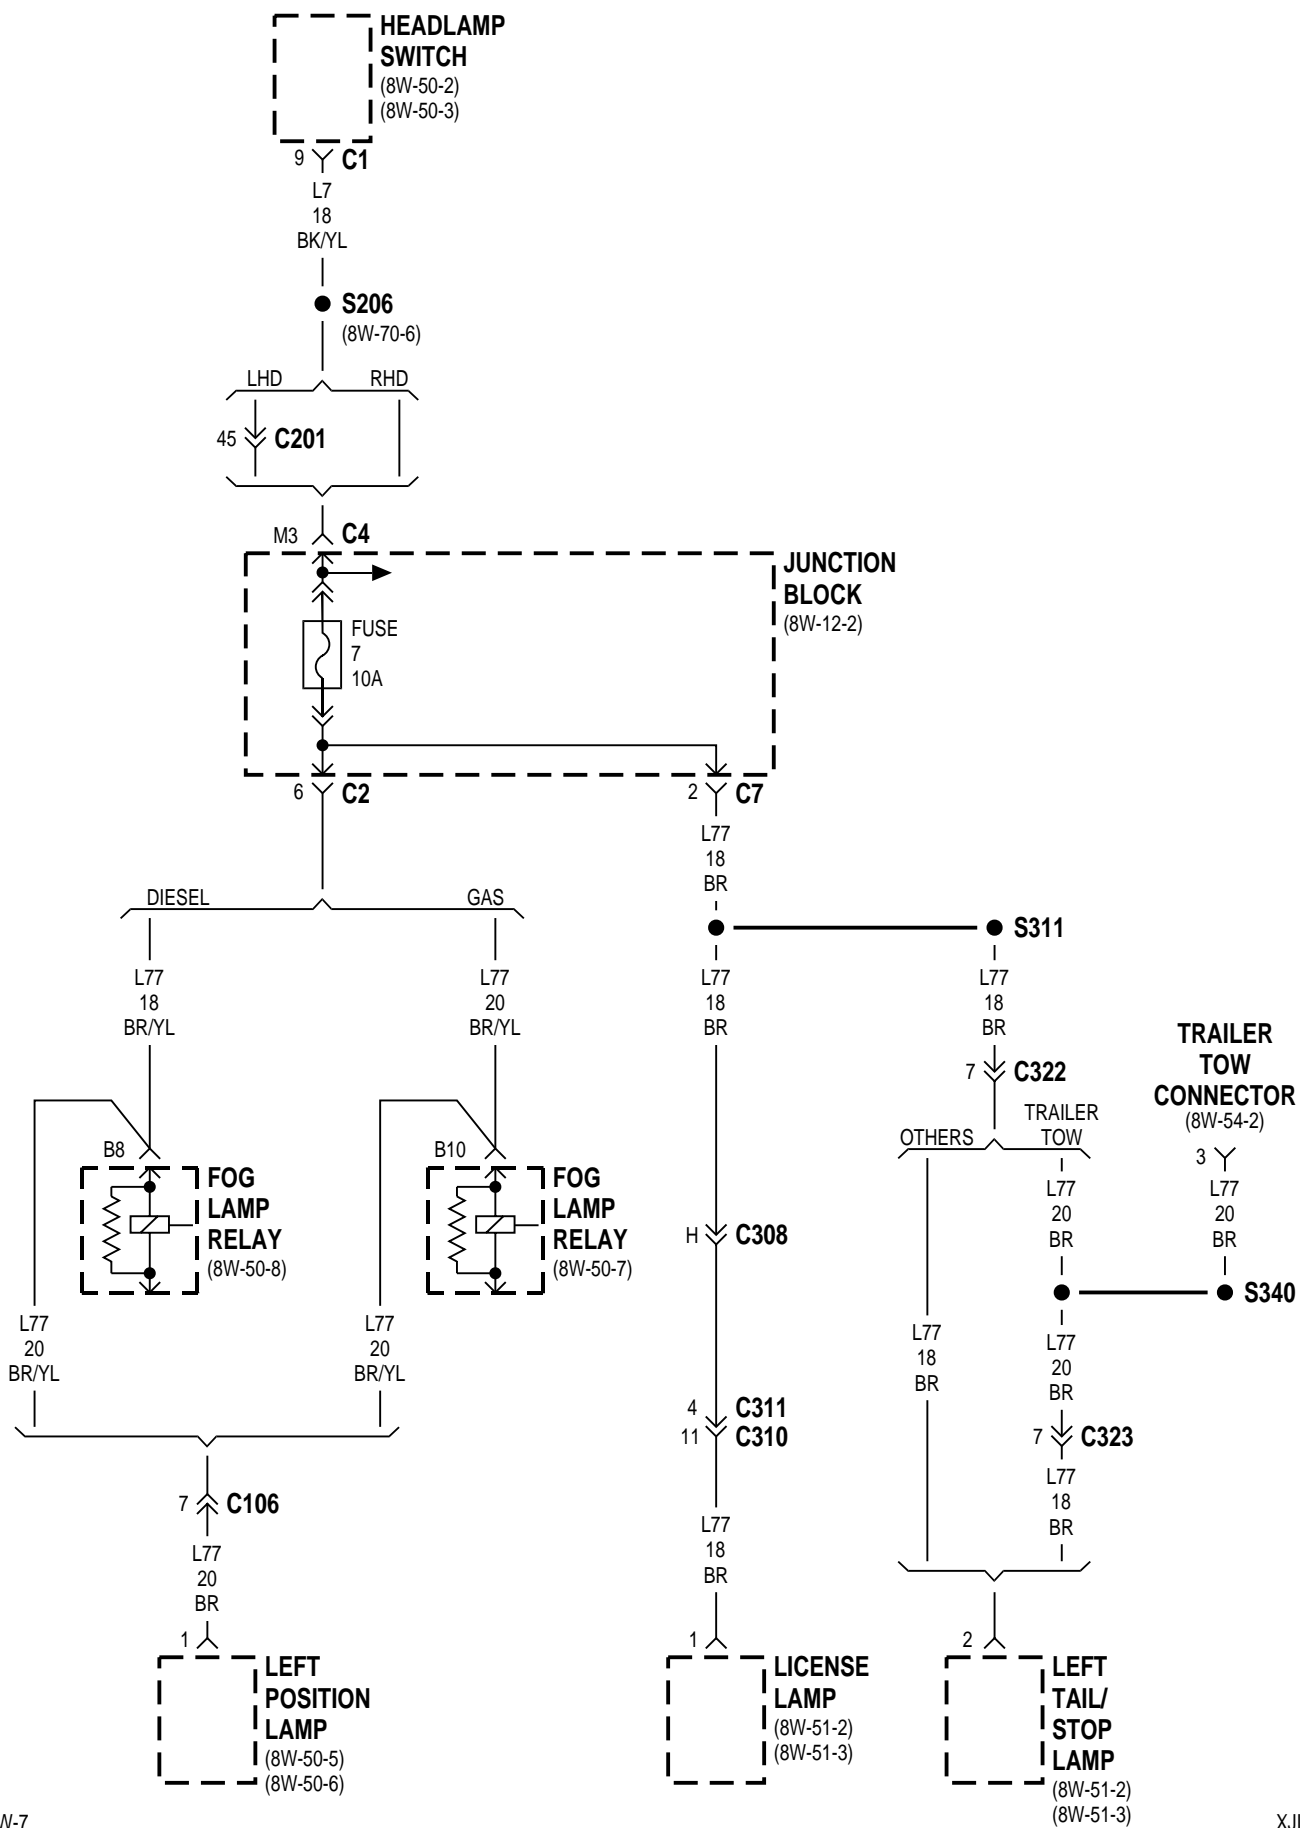 HEADLAMP
SWITCH
(8W-50-2)
(8W-50-3)
9 C1
L7
18
BK/YL
S206
(8W-70-6)
LHD RHD
45 C201
M3 C4
JUNCTION
BLOCK
(8W-12-2)
FUSE
7
10A
6 C2
2 C7
L77
18
BR
DIESEL GAS
S311
L77
18
BR/YL
L77
20
BR/YL
L77
18
BR
L77
18
BR
TRAILER
TOW
CONNECTOR
(8W-54-2)
7 C322
OTHERS
TRAILER
TOW
3
B8
FOG
LAMP
RELAY
(8W-50-8)
B10
FOG
LAMP
RELAY
(8W-50-7)
L77
20
BR
L77
20
BR
H C308
S340
L77
20
BR/YL
L77
20
BR/YL
L77
18
BR
L77
20
BR
4 C311
11 C310
7 C323
L77
18
BR
7 C106
L77
20
BR
L77
18
BR
1
LEFT
POSITION
LAMP
(8W-50-5)
(8W-50-6)
1
LICENSE
LAMP
(8W-51-2)
(8W-51-3)
2
LEFT
TAIL/
STOP
LAMP
(8W-51-2)
(8W-51-3)
W-7